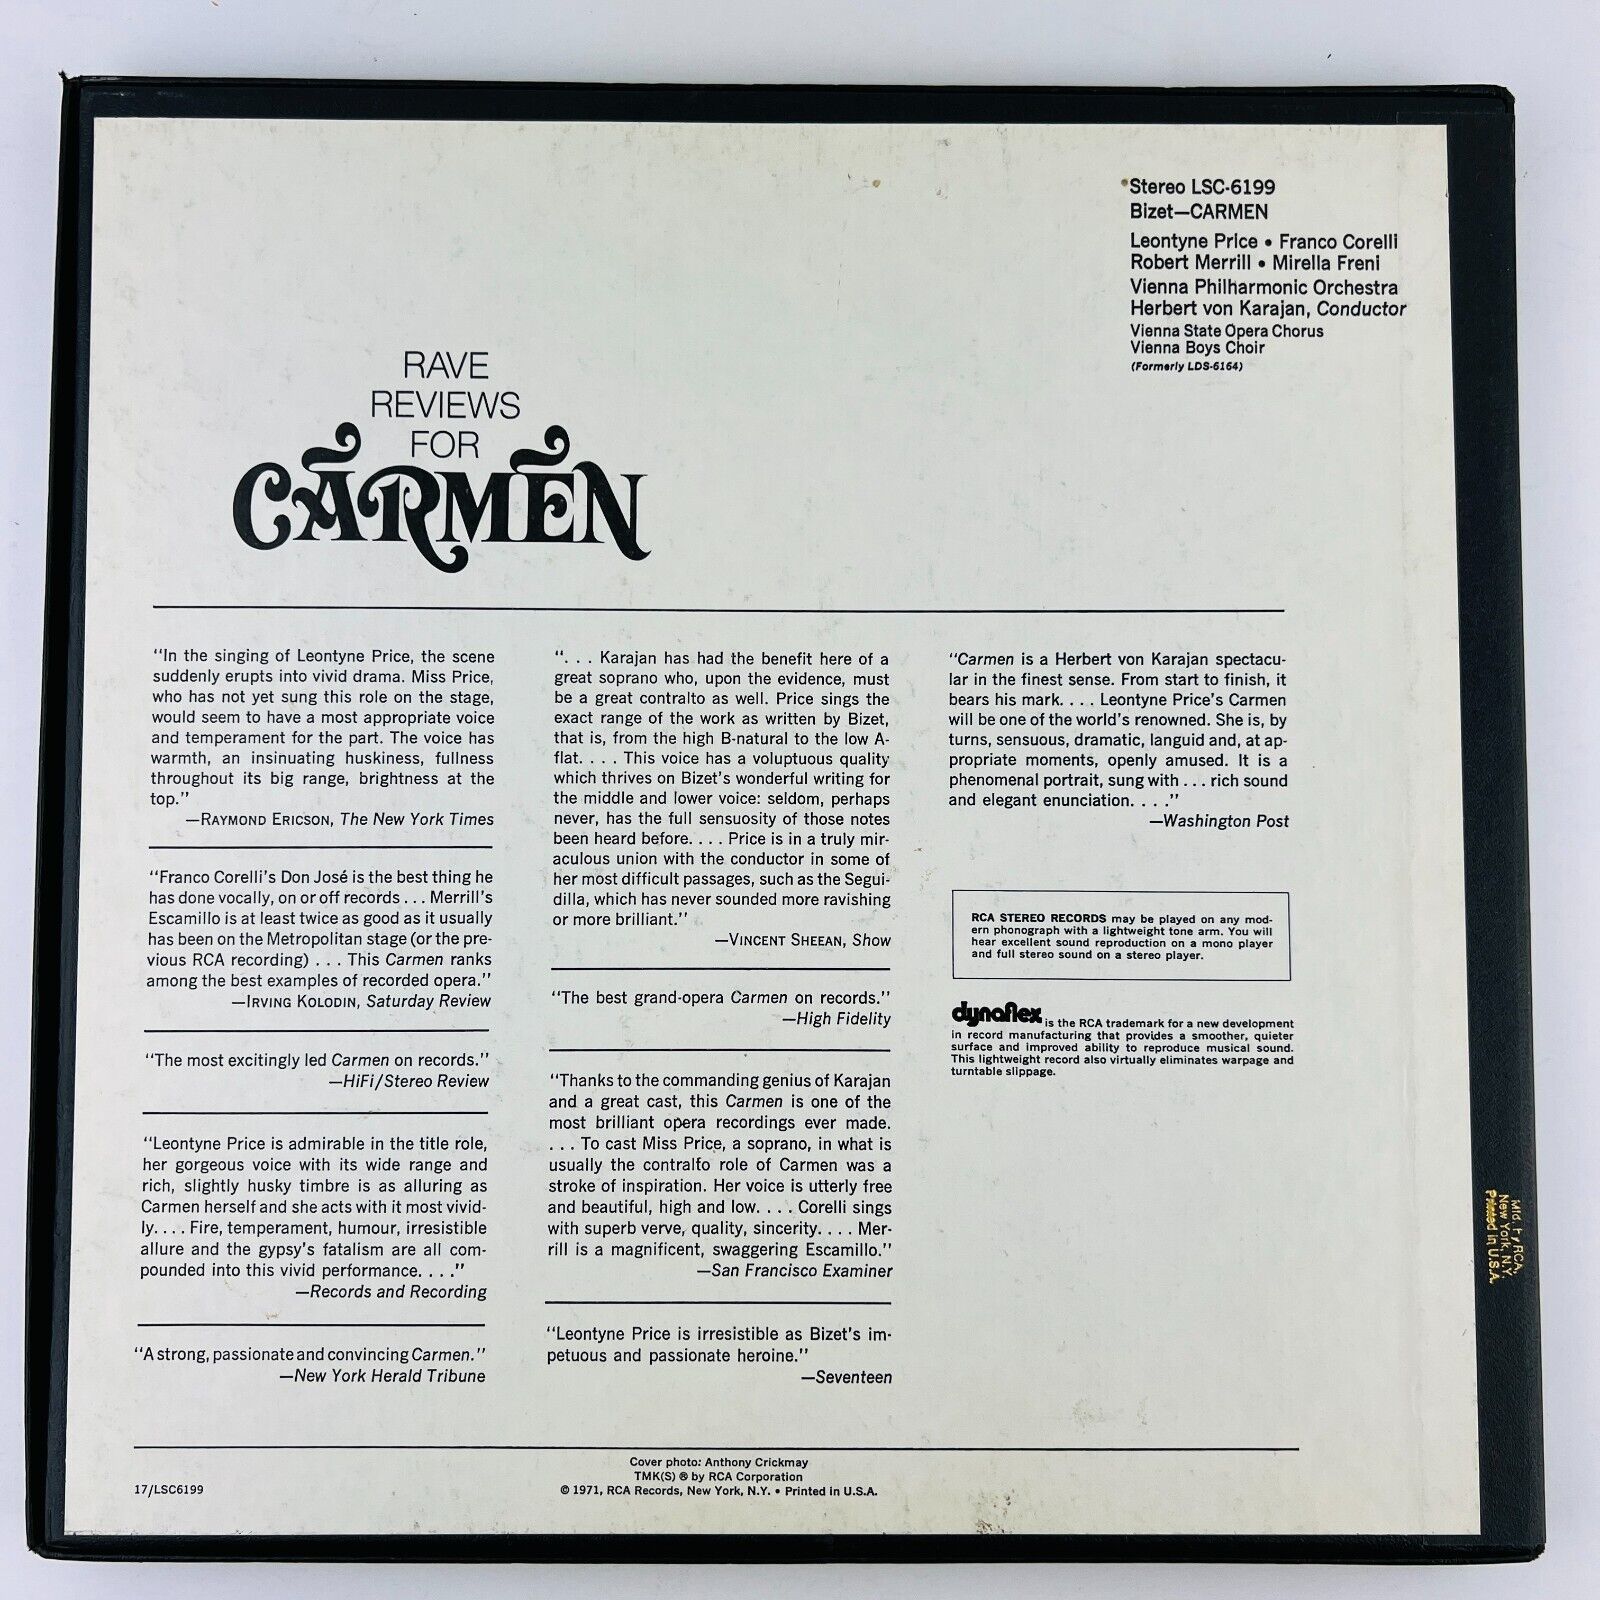 Stereo LSC-6199
Bizet—CARMEN
Leontyne Price • Franco Corelli
Robert Merrill • Mirella Freni
Vienna Philharmonic Orchestra
Herbert von Karajan, Conductor
Vienna State Opera Chorus
Vienna Boys Choir
(Formerly LDS-6164)
RAVE
REVIEWS
FOR
CARMEN
“In the singing of Leontyne Price, the scene
suddenly erupts into vivid drama. Miss Price,
who has not yet sung this role on the stage,
would seem to have a most appropriate voice
and temperament for the part. The voice has
warmth, an insinuating huskiness, fullness
throughout its big range, brightness at the
top.”
—RAYMOND ERICSON, The New York Times
“Franco Corelli's Don José is the best thing he
has done vocally, on or off records . . . Merrill's
Escamillo is at least twice as good as it usually
has been on the Metropolitan stage (or the pre-
vious RCA recording) . . . This Carmen ranks
among the best examples of recorded opera.”
—IRVING KOLODIN, Saturday Review
“The most excitingly led Carmen on records.”
—HiFi/Stereo Review
“Leontyne Price is admirable in the title role,
her gorgeous voice with its wide range and
rich, slightly husky timbre is as alluring as
Carmen herself and she acts with it most vivid-
ly. . . . Fire, temperament, humour, irresistible
allure and the gypsy's fatalism are all com-
pounded into this vivid performance. . . .”
—Records and Recording
“A strong, passionate and convincing Carmen.”
—New York Herald Tribune
“. . . Karajan has had the benefit here of a
great soprano who, upon the evidence, must
be a great contralto as well. Price sings the
exact range of the work as written by Bizet,
that is, from the high B-natural to the low A-
flat. . . . This voice has a voluptuous quality
which thrives on Bizet's wonderful writing for
the middle and lower voice: seldom, perhaps
never, has the full sensuosity of those notes
been heard before. . . . Price is in a truly mir-
aculous union with the conductor in some of
her most difficult passages, such as the Segui-
dilla, which has never sounded more ravishing
or more brilliant.”
—VINCENT SHEEAN, Show
“The best grand-opera Carmen on records.”
—High Fidelity
“Thanks to the commanding genius of Karajan
and a great cast, this Carmen is one of the
most brilliant opera recordings ever made.
. . . To cast Miss Price, a soprano, in what is
usually the contralfo role of Carmen was a
stroke of inspiration. Her voice is utterly free
and beautiful, high and low. . . . Corelli sings
with superb verve, quality, sincerity. . . . Mer-
rill is a magnificent, swaggering Escamillo.”
—San Francisco Examiner
“Leontyne Price is irresistible as Bizet's im-
petuous and passionate heroine.”
—Seventeen
“Carmen is a Herbert von Karajan spectacu-
lar in the finest sense. From start to finish, it
bears his mark. . . . Leontyne Price's Carmen
will be one of the world's renowned. She is, by
turns, sensuous, dramatic, languid and, at ap-
propriate moments, openly amused. It is a
phenomenal portrait, sung with . . . rich sound
and elegant enunciation. . . .”
—Washington Post
RCA STEREO RECORDS may be played on any mod-
ern phonograph with a lightweight tone arm. You will
hear excellent sound reproduction on a mono player
and full stereo sound on a stereo player.
dynaflex is the RCA trademark for a new development
in record manufacturing that provides a smoother, quieter
surface and improved ability to reproduce musical sound.
This lightweight record also virtually eliminates warpage and
turntable slippage.
Mfd. by RCA,
New York, N.Y.
Printed in U.S.A.
Cover photo: Anthony Crickmay
TMK(S) ® by RCA Corporation
© 1971, RCA Records, New York, N.Y. • Printed in U.S.A.
17/LSC6199